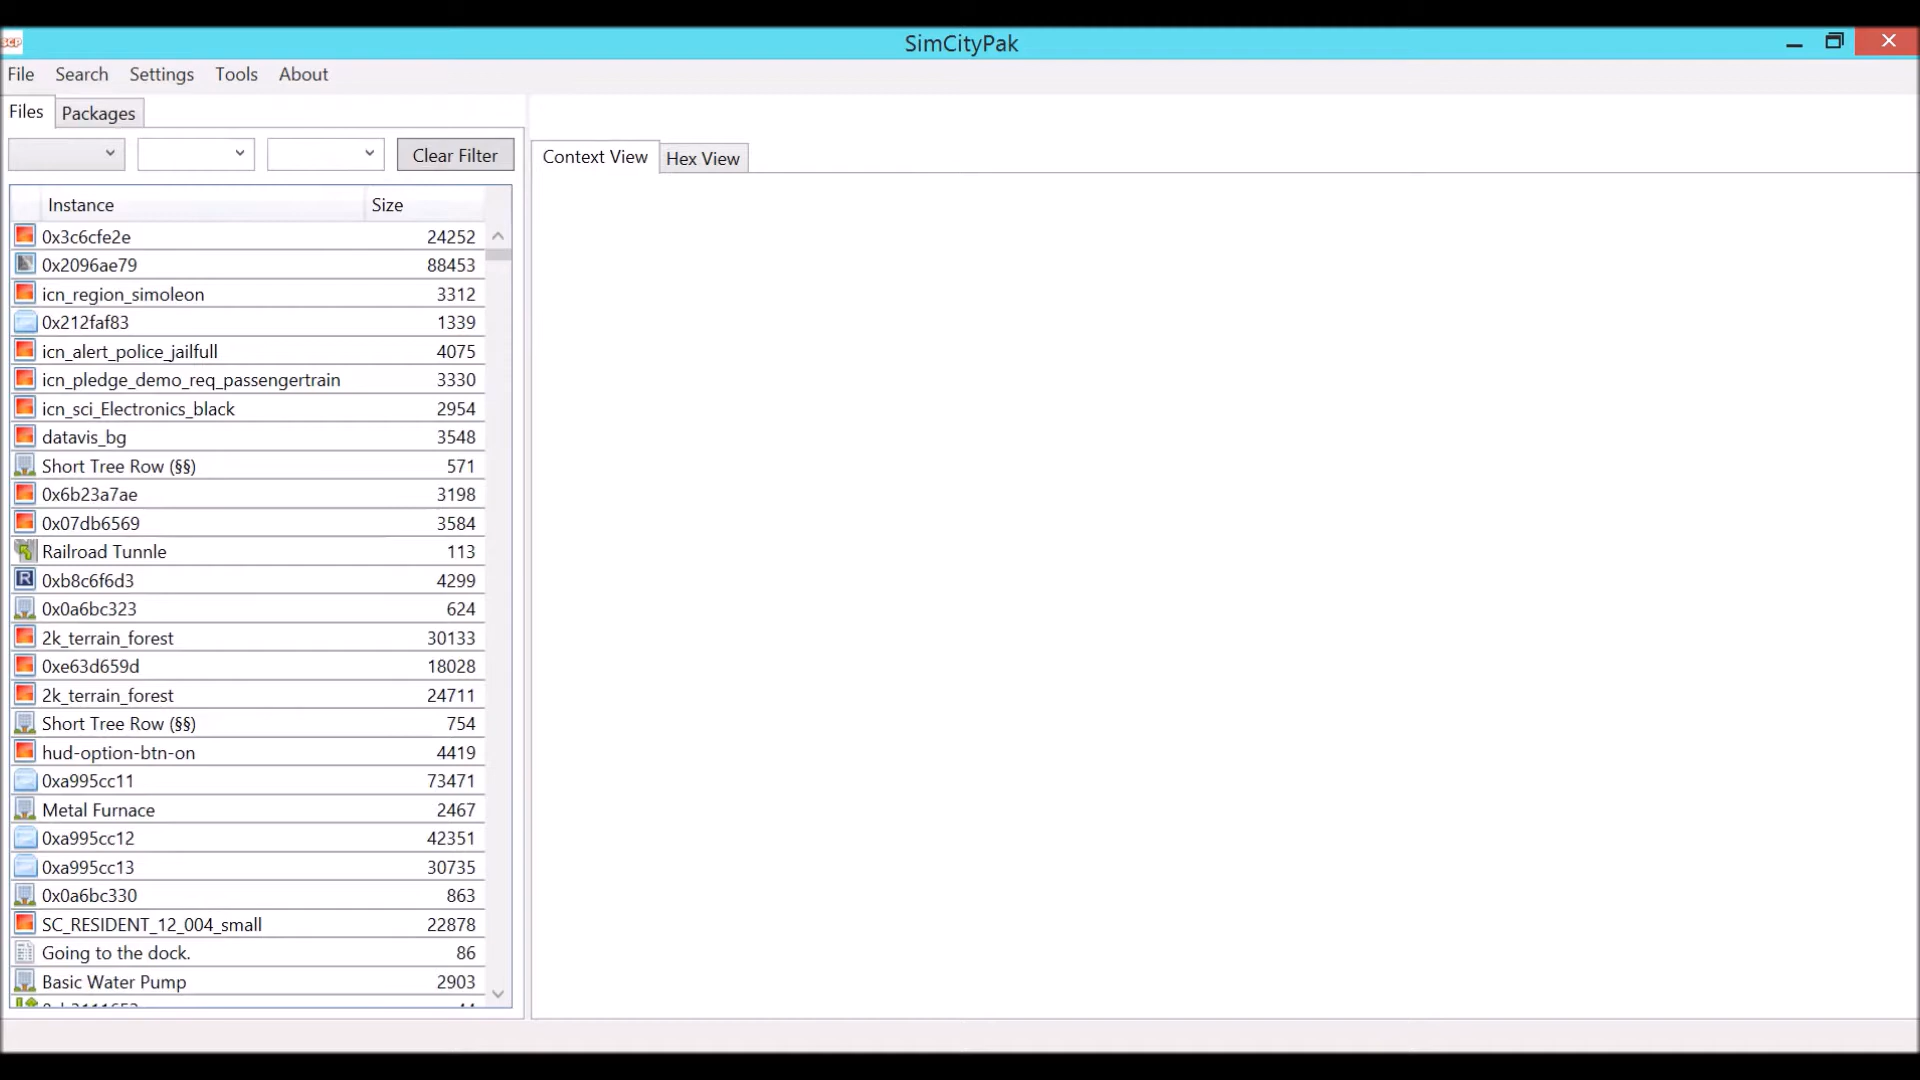 SCP
SimCityPak
File Search Settings Tools About
Files Packages
Clear Filter
Context View Hex View
Instance Size
0x3c6cfe2e 24252
0x2096ae79 88453
icn_region_simoleon 3312
0x212faf83 1339
icn_alert_police_jailfull 4075
icn_pledge_demo_req_passengertrain 3330
icn_sci_Electronics_black 2954
datavis_bg 3548
Short Tree Row (§§) 571
0x6b23a7ae 3198
0x07db6569 3584
Railroad Tunnle 113
R 0xb8c6f6d3 4299
0x0a6bc323 624
2k_terrain_forest 30133
0xe63d659d 18028
2k_terrain_forest 24711
Short Tree Row (§§) 754
hud-option-btn-on 4419
0xa995cc11 73471
Metal Furnace 2467
0xa995cc12 42351
0xa995cc13 30735
0x0a6bc330 863
SC_RESIDENT_12_004_small 22878
Going to the dock. 86
Basic Water Pump 2903